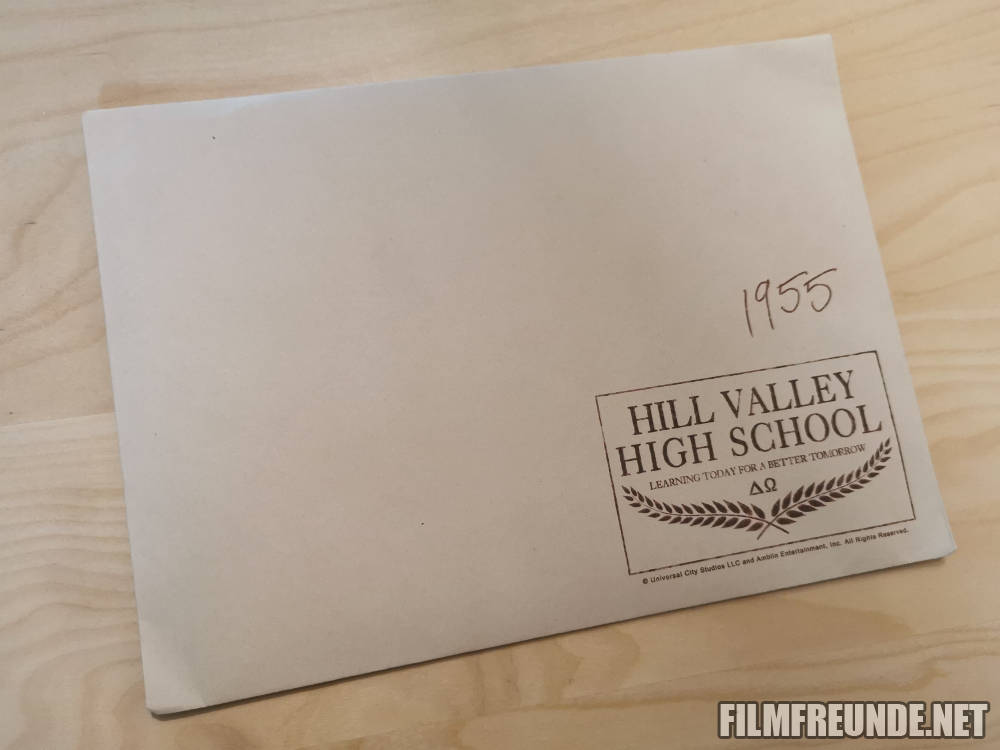 1955
HILL VALLEY
HIGH SCHOOL
LEARNING TODAY FOR A BETTER TOMORROW
ΔΩ
© Universal City Studios LLC and Amblin Entertainment, Inc. All Rights Reserved.
FILMFREUNDE.NET